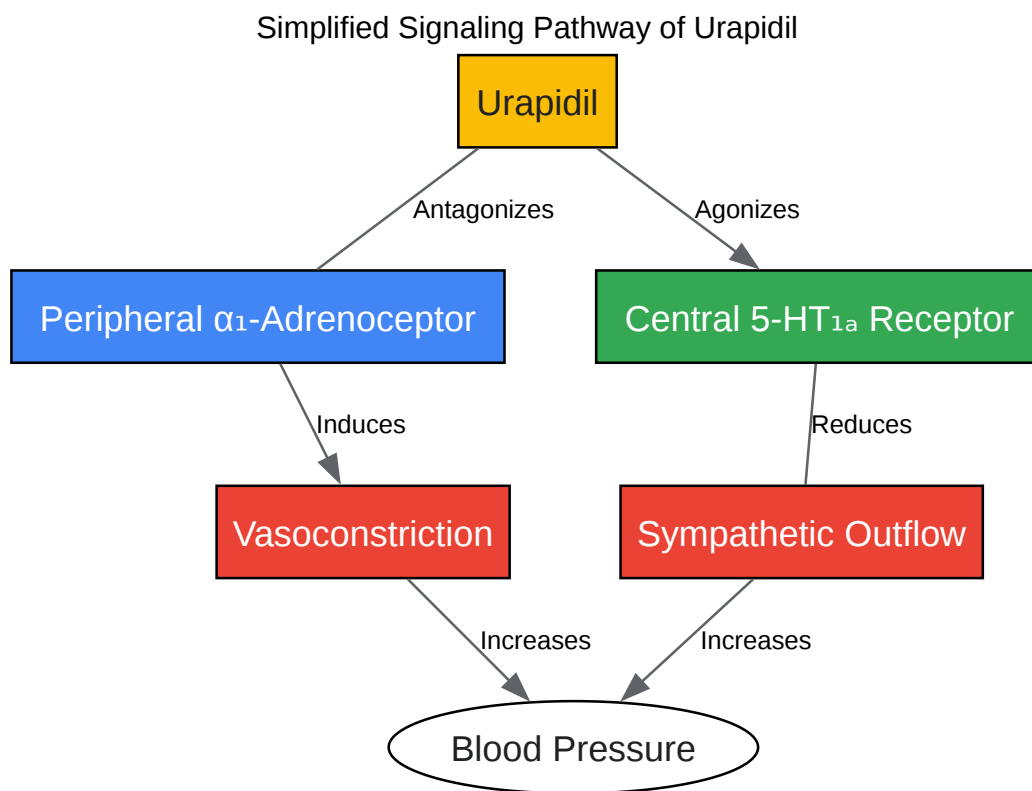 Simplified Signaling Pathway of Urapidil
Urapidil
Antagonizes
Agonizes
Peripheral α₁-Adrenoceptor
Central 5-HT₁ₐ Receptor
Induces
Reduces
Vasoconstriction
Sympathetic Outflow
Increases
Increases
Blood Pressure